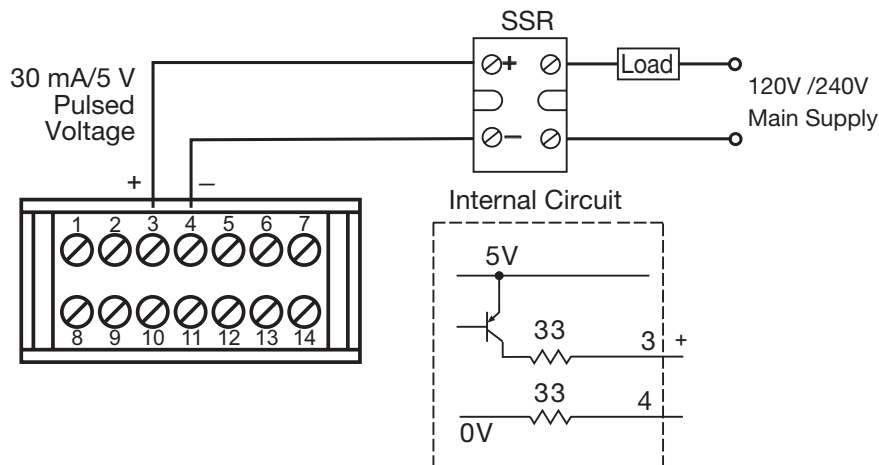 SSR
30 mA/5 V
Pulsed
Voltage
+
–
+
–
Load
120V /240V
Main Supply
1 2 3 4 5 6 7
8 9 10 11 12 13 14
Internal Circuit
5V
33
3 +
33
4
0V